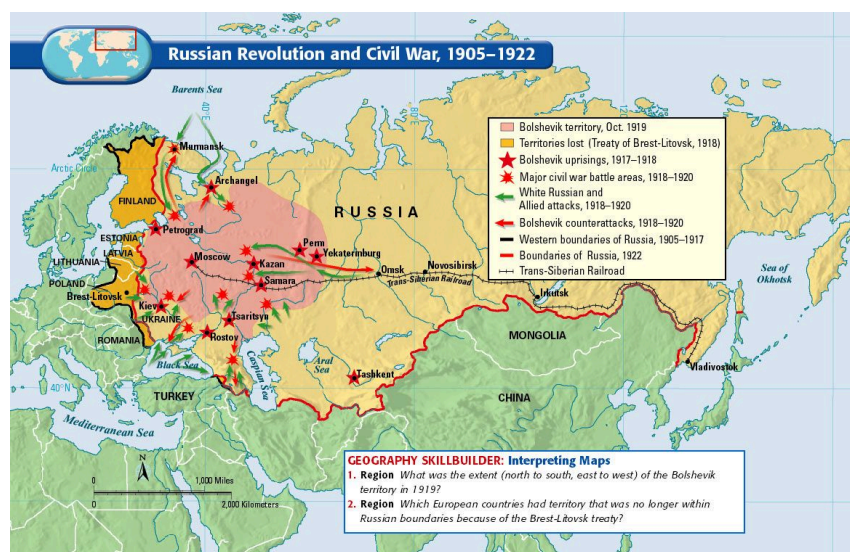 Russian Revolution and Civil War, 1905–1922
Barents Sea
40°E
80°E
Murmansk
Arctic Circle
Archangel
FINLAND
RUSSIA
Petrograd
ESTONIA
LATVIA
LITHUANIA
Moscow
Perm
Yekaterinburg
Kazan
POLAND
Samara
Omsk
Novosibirsk
Trans-Siberian Railroad
Brest-Litovsk
Irkutsk
Sea of
Okhotsk
Kiev
UKRAINE
Tsaritsyn
Rostov
ROMANIA
MONGOLIA
Black Sea
Caspian Sea
Aral
Sea
Tashkent
Vladivostok
40°N
TURKEY
CHINA
Mediterranean Sea
Bolshevik territory, Oct. 1919
Territories lost (Treaty of Brest-Litovsk, 1918)
Bolshevik uprisings, 1917–1918
Major civil war battle areas, 1918–1920
White Russian and
Allied attacks, 1918–1920
Bolshevik counterattacks, 1918–1920
Western boundaries of Russia, 1905–1917
Boundaries of Russia, 1922
Trans-Siberian Railroad
N
0 1,000 Miles
0 2,000 Kilometers
GEOGRAPHY SKILLBUILDER: Interpreting Maps
1. Region What was the extent (north to south, east to west) of the Bolshevik
territory in 1919?
2. Region Which European countries had territory that was no longer within
Russian boundaries because of the Brest-Litovsk treaty?